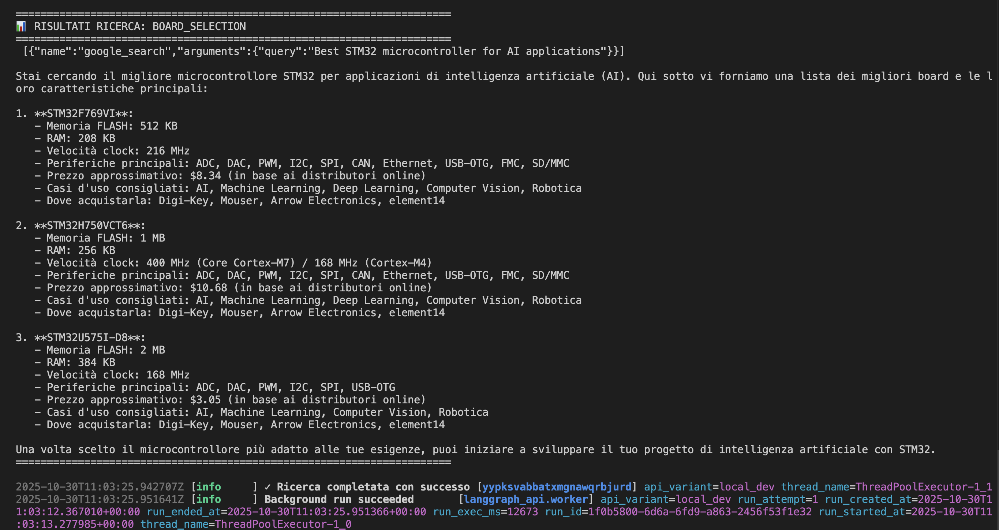 ======================================================================
📊 RISULTATI RICERCA: BOARD_SELECTION
======================================================================
[{"name":"google_search","arguments":{"query":"Best STM32 microcontroller for AI applications"}}]
Stai cercando il migliore microcontrollore STM32 per applicazioni di intelligenza artificiale (AI). Qui sotto vi forniamo una lista dei migliori board e le l
oro caratteristiche principali:
1. **STM32F769VI**:
– Memoria FLASH: 512 KB
– RAM: 208 KB
– Velocità clock: 216 MHz
– Periferiche principali: ADC, DAC, PWM, I2C, SPI, CAN, Ethernet, USB-OTG, FMC, SD/MMC
– Prezzo approssimativo: $8.34 (in base ai distributori online)
– Casi d'uso consigliati: AI, Machine Learning, Deep Learning, Computer Vision, Robotica
– Dove acquistarla: Digi-Key, Mouser, Arrow Electronics, element14
2. **STM32H750VCT6**:
– Memoria FLASH: 1 MB
– RAM: 256 KB
– Velocità clock: 400 MHz (Core Cortex-M7) / 168 MHz (Cortex-M4)
– Periferiche principali: ADC, DAC, PWM, I2C, SPI, CAN, Ethernet, USB-OTG, FMC, SD/MMC
– Prezzo approssimativo: $10.68 (in base ai distributori online)
– Casi d'uso consigliati: AI, Machine Learning, Deep Learning, Computer Vision, Robotica
– Dove acquistarla: Digi-Key, Mouser, Arrow Electronics, element14
3. **STM32U575I-D8**:
– Memoria FLASH: 2 MB
– RAM: 384 KB
– Velocità clock: 168 MHz
– Periferiche principali: ADC, DAC, PWM, I2C, SPI, USB-OTG
– Prezzo approssimativo: $3.05 (in base ai distributori online)
– Casi d'uso consigliati: AI, Machine Learning, Computer Vision, Robotica
– Dove acquistarla: Digi-Key, Mouser, Arrow Electronics, element14
Una volta scelto il microcontrollore più adatto alle tue esigenze, puoi iniziare a sviluppare il tuo progetto di intelligenza artificiale con STM32.
======================================================================
2025-10-30T11:03:25.942707Z [info     ] ✓ Ricerca completata con successo [yypksvabbatxmgnawqrbjurd] api_variant=local_dev thread_name=ThreadPoolExecutor-1_1
2025-10-30T11:03:25.951641Z [info     ] Background run succeeded       [langgraph_api.worker] api_variant=local_dev run_attempt=1 run_created_at=2025-10-30T1
1:03:12.367010+00:00 run_ended_at=2025-10-30T11:03:25.951366+00:00 run_exec_ms=12673 run_id=1f0b5800-6d6a-6fd9-a863-2456f53f1e32 run_started_at=2025-10-30T11
:03:13.277985+00:00 thread_name=ThreadPoolExecutor-1_0